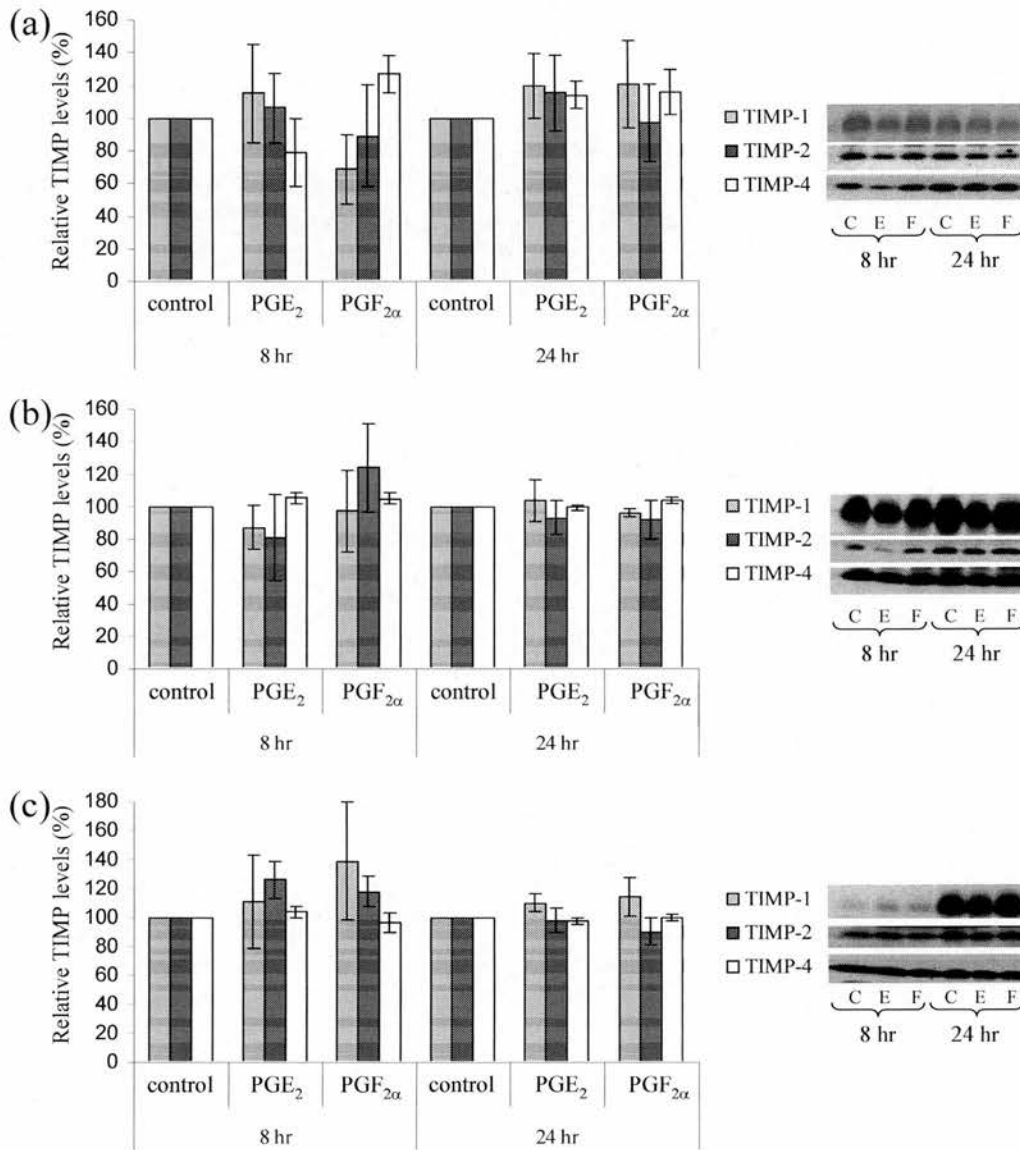 (a)
Relative TIMP levels (%)
160
140
120
100
80
60
40
20
0
control PGE2 PGF2α control PGE2 PGF2α
8 hr 24 hr
TIMP-1
TIMP-2
TIMP-4
C E F C E F
8 hr 24 hr
(b)
Relative TIMP levels (%)
160
140
120
100
80
60
40
20
0
control PGE2 PGF2α control PGE2 PGF2α
8 hr 24 hr
TIMP-1
TIMP-2
TIMP-4
C E F C E F
8 hr 24 hr
(c)
Relative TIMP levels (%)
180
160
140
120
100
80
60
40
20
0
control PGE2 PGF2α control PGE2 PGF2α
8 hr 24 hr
TIMP-1
TIMP-2
TIMP-4
C E F C E F
8 hr 24 hr